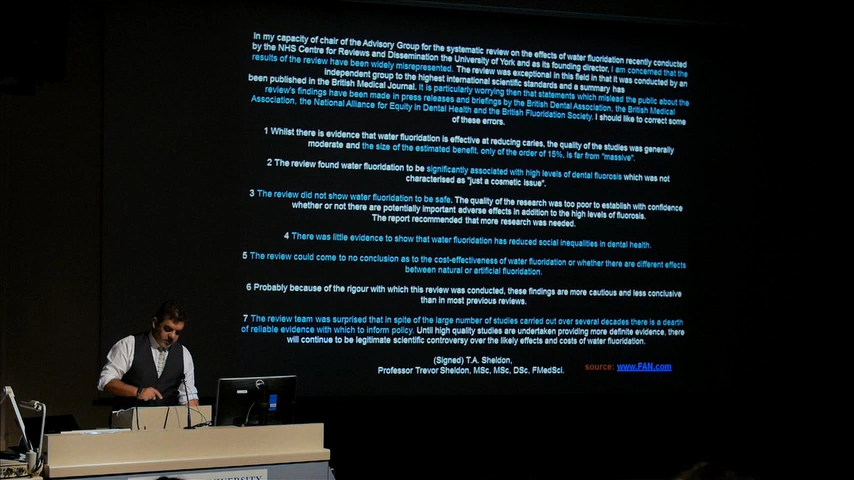 In my capacity of chair of the Advisory Group for the systematic review on the effects of water fluoridation recently conducted
by the NHS Centre for Reviews and Dissemination the University of York and as its founding director, I am concerned that the
results of the review have been widely misrepresented. The review was exceptional in this field in that it was conducted by an
independent group to the highest international scientific standards and a summary has
been published in the British Medical Journal. It is particularly worrying then that statements which mislead the public about the
review's findings have been made in press releases and briefings by the British Dental Association, the British Medical
Association, the National Alliance for Equity in Dental Health and the British Fluoridation Society. I should like to correct some
of these errors.
1 Whilst there is evidence that water fluoridation is effective at reducing caries, the quality of the studies was generally
moderate and the size of the estimated benefit, only of the order of 15%, is far from "massive".
2 The review found water fluoridation to be significantly associated with high levels of dental fluorosis which was not
characterised as "just a cosmetic issue".
3 The review did not show water fluoridation to be safe. The quality of the research was too poor to establish with confidence
whether or not there are potentially important adverse effects in addition to the high levels of fluorosis.
The report recommended that more research was needed.
4 There was little evidence to show that water fluoridation has reduced social inequalities in dental health.
5 The review could come to no conclusion as to the cost-effectiveness of water fluoridation or whether there are different effects
between natural or artificial fluoridation.
6 Probably because of the rigour with which this review was conducted, these findings are more cautious and less conclusive
than in most previous reviews.
7 The review team was surprised that in spite of the large number of studies carried out over several decades there is a dearth
of reliable evidence with which to inform policy. Until high quality studies are undertaken providing more definite evidence, there
will continue to be legitimate scientific controversy over the likely effects and costs of water fluoridation.
(Signed) T.A. Sheldon,
Professor Trevor Sheldon, MSc, MSc, DSc, FMedSci.
source: www.FAN.com